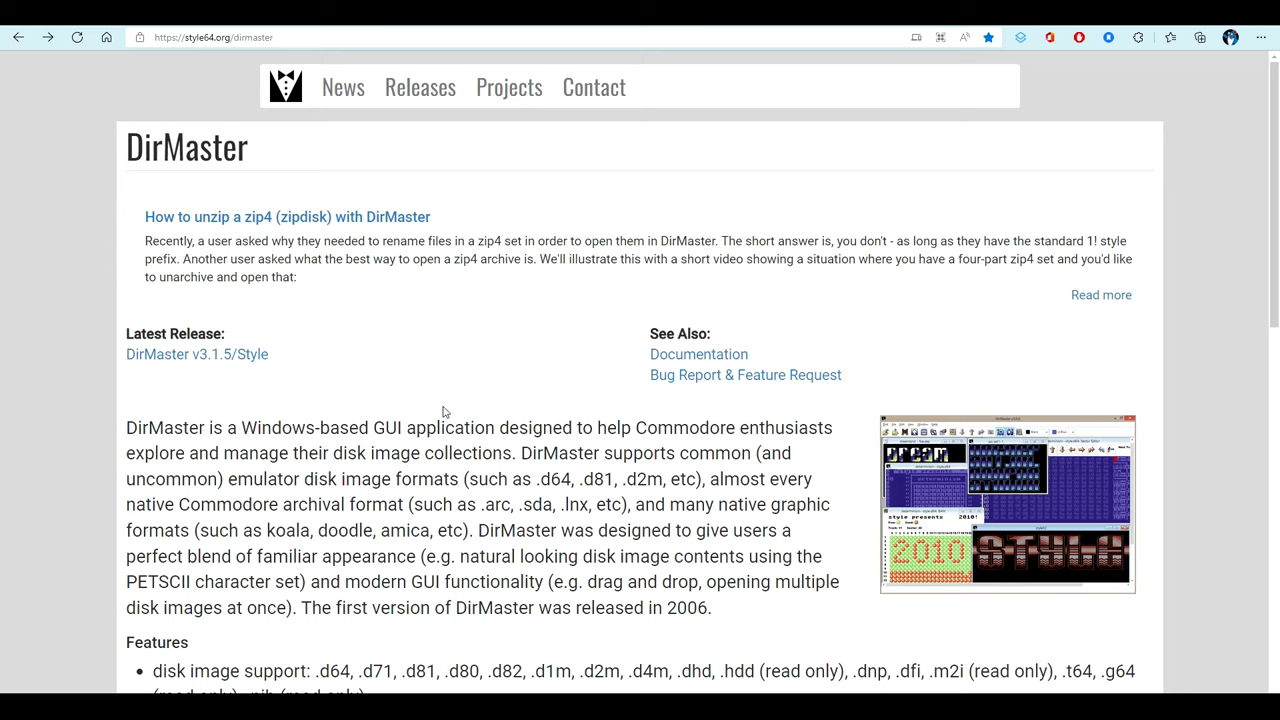 https://style64.org/dirmaster
News Releases Projects Contact
DirMaster
How to unzip a zip4 (zipdisk) with DirMaster
Recently, a user asked why they needed to rename files in a zip4 set in order to open them in DirMaster. The short answer is, you don't - as long as they have the standard 1! style
prefix. Another user asked what the best way to open a zip4 archive is. We'll illustrate this with a short video showing a situation where you have a four-part zip4 set and you'd like
to unarchive and open that:
Read more
Latest Release:
DirMaster v3.1.5/Style
See Also:
Documentation
Bug Report & Feature Request
DirMaster is a Windows-based GUI application designed to help Commodore enthusiasts
explore and manage their disk image collections. DirMaster supports common (and
uncommon) emulator disk image formats (such as .d64, .d81, .d2m, etc), almost every
native Commodore archival format (such as .arc, .sda, .lnx, etc), and many native graphic
formats (such as koala, doodle, amica, etc). DirMaster was designed to give users a
perfect blend of familiar appearance (e.g. natural looking disk image contents using the
PETSCII character set) and modern GUI functionality (e.g. drag and drop, opening multiple
disk images at once). The first version of DirMaster was released in 2006.
style presents 2010!
2010
STYLE
Features
• disk image support: .d64, .d71, .d81, .d80, .d82, .d1m, .d2m, .d4m, .dhd, .hdd (read only), .dnp, .dfi, .m2i (read only), .t64, .g64
(read only), .nib (read only)